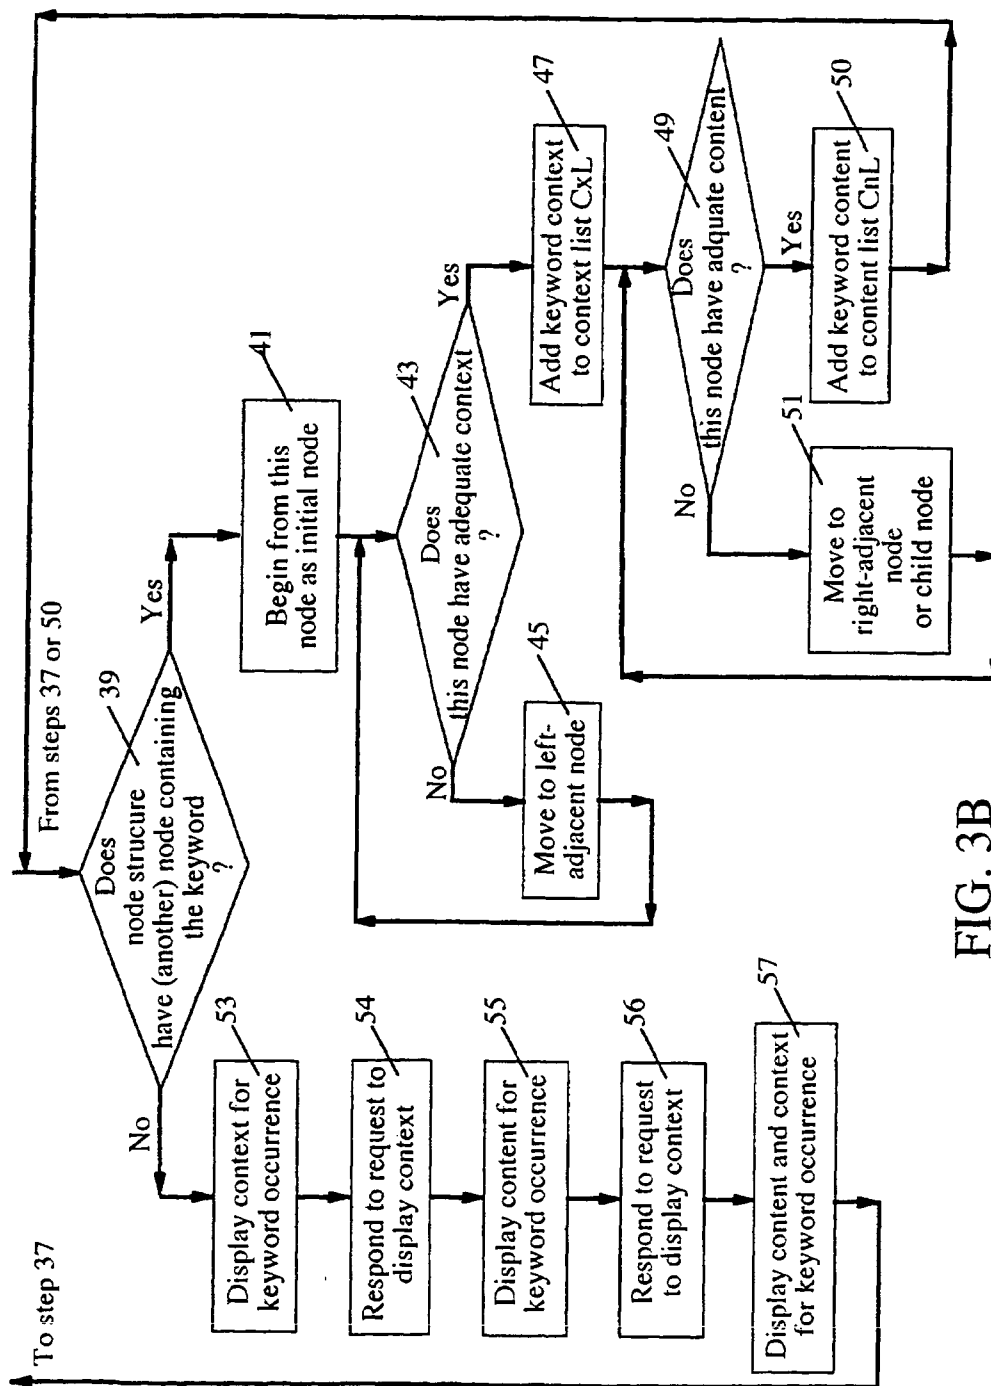 To step 37
From steps 37 or 50
Does
node strucure
have (another) node containing
the keyword
?
39
Yes
No
Begin from this
node as initial node
41
Does
this node have adequate context
?
43
Yes
No
Move to left-
adjacent node
45
Add keyword context
to context list CxL
47
Does
this node have adquate content
?
49
Yes
No
Add keyword content
to content list CnL
50
Move to
right-adjacent
node
or child node
51
Display context for
keyword occurrence
53
Respond to request to
display context
54
Display content for
keyword occurrence
55
Respond to request
to display context
56
Display content and context
for keyword occurrence
57
FIG. 3B